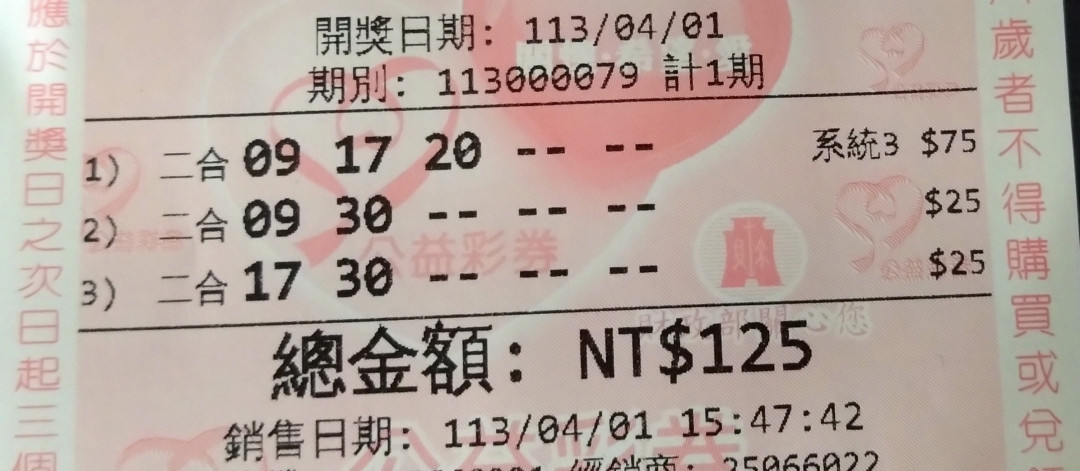 開獎日期: 113/04/01
期別: 113000079 計1期
1) 二合 09 17 20 -- -- 系統3 $75
2) 二合 09 30 -- -- -- $25
3) 二合 17 30 -- -- -- $25
總金額: NT$125
銷售日期: 113/04/01 15:47:42
經銷商: 35066022
應於開獎日之次日起三個
歲者不得購買或兌
公益彩券
財政部關心您